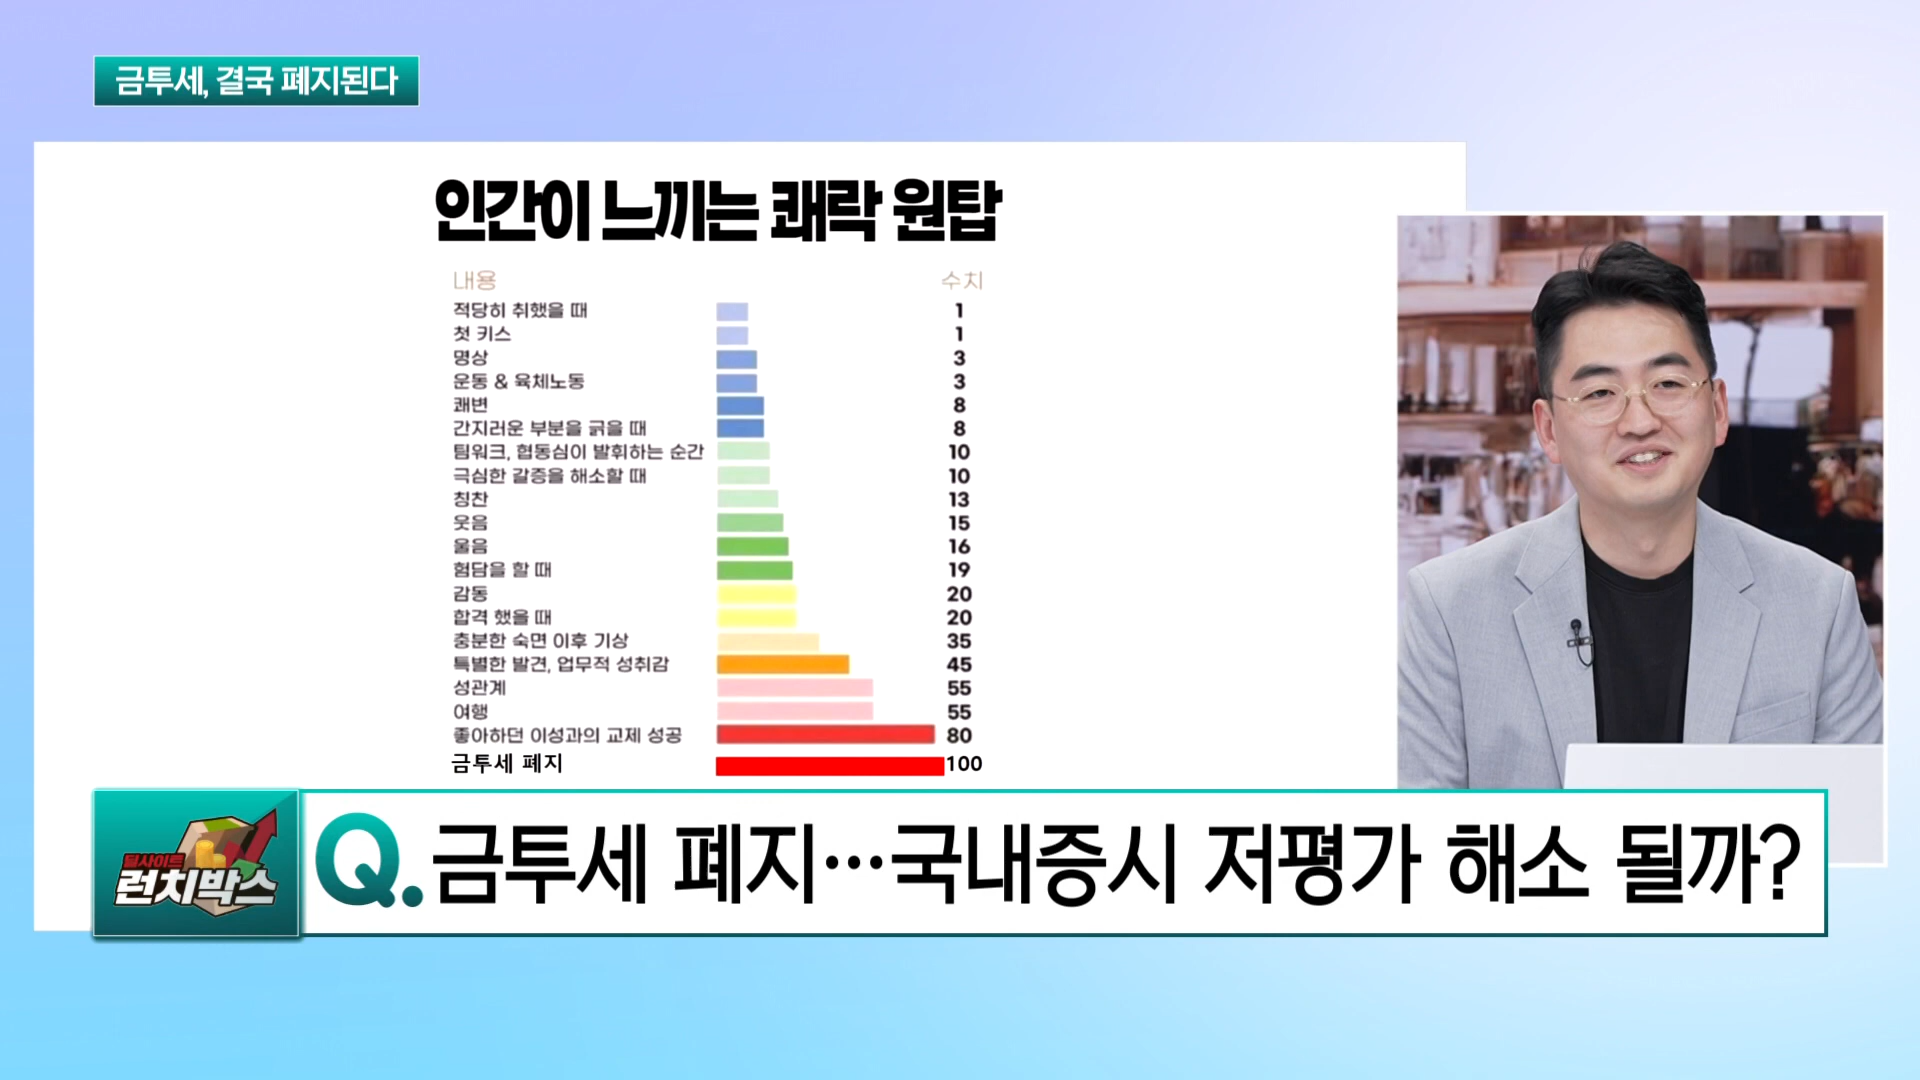 금투세, 결국 폐지된다
인간이 느끼는 쾌락 원탑
내용 수치
적당히 취했을 때 1
첫 키스 1
명상 3
운동 & 육체노동 3
쾌변 8
간지러운 부분을 긁을 때 8
팀워크, 협동심이 발휘하는 순간 10
극심한 갈증을 해소할 때 10
칭찬 13
웃음 15
울음 16
험담을 할 때 19
감동 20
합격 했을 때 20
충분한 숙면 이후 기상 35
특별한 발견, 업무적 성취감 45
성관계 55
여행 55
좋아하던 이성과의 교제 성공 80
금투세 폐지 100
딜사이트
런치박스
Q. 금투세 폐지…국내증시 저평가 해소 될까?